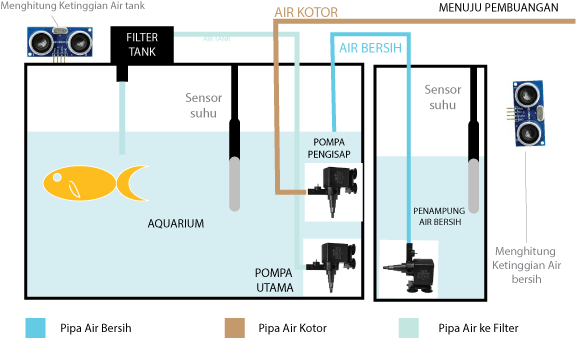 Menghitung Ketinggian Air tank
AIR KOTOR
MENUJU PEMBUANGAN
FILTER
TANK
AIR TANK
AIR BERSIH
Sensor
suhu
Sensor
suhu
POMPA
PENGISAP
AQUARIUM
PENAMPUNG
AIR BERSIH
POMPA
UTAMA
Menghitung
Ketinggian Air
bersih
Pipa Air Bersih
Pipa Air Kotor
Pipa Air ke Filter